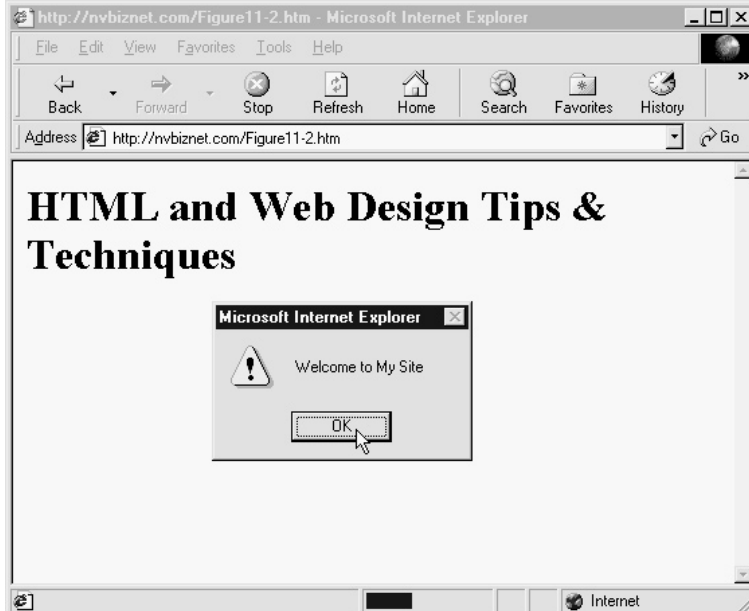 http://nvbiznet.com/Figure11-2.htm - Microsoft Internet Explorer
File Edit View Favorites Tools Help
Back Forward Stop Refresh Home Search Favorites History »
Address http://nvbiznet.com/Figure11-2.htm Go
HTML and Web Design Tips &
Techniques
Microsoft Internet Explorer
Welcome to My Site
OK
Internet